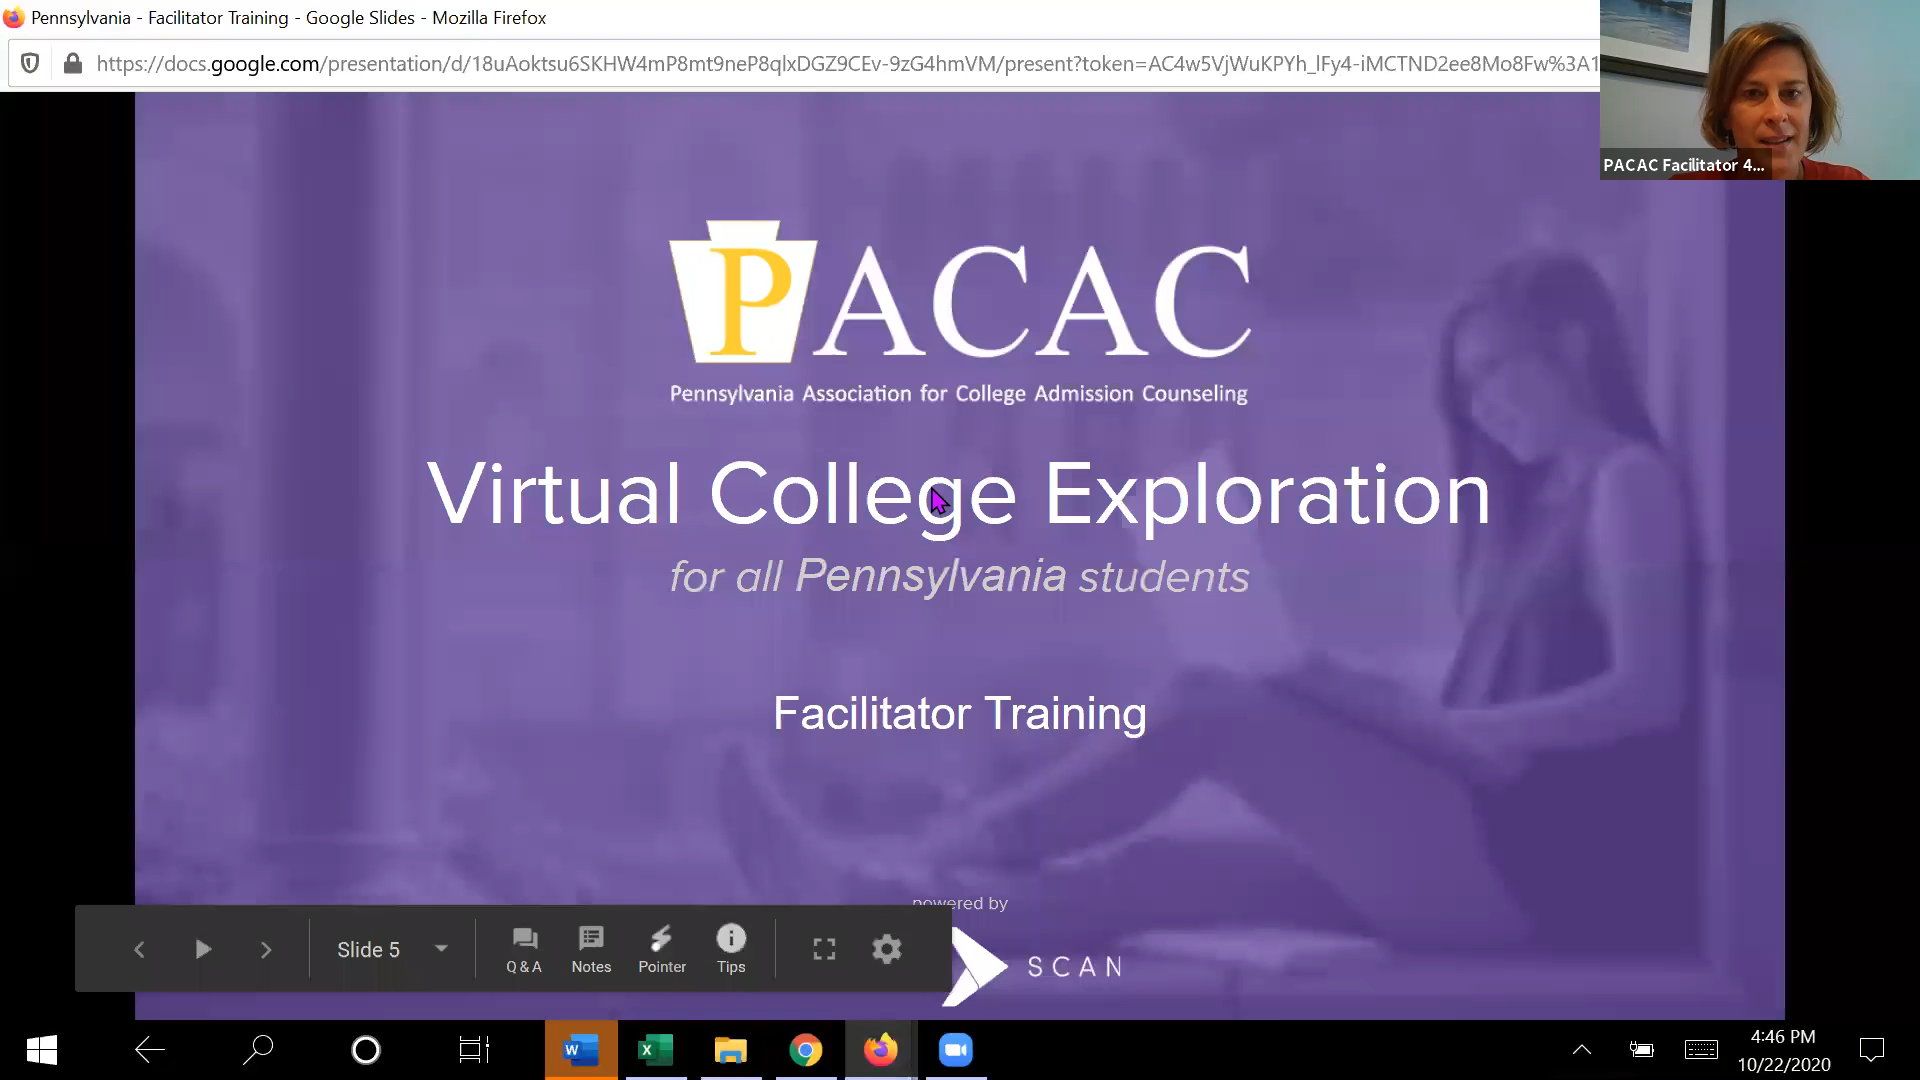 Pennsylvania - Facilitator Training - Google Slides - Mozilla Firefox
https://docs.google.com/presentation/d/18uAoktsu6SKHW4mP8mt9neP8qlxDGZ9CEv-9zG4hmVM/present?token=AC4w5VjWuKPYh_lFy4-iMCTND2ee8Mo8Fw%3A1
PACAC Facilitator 4...
PACAC
Pennsylvania Association for College Admission Counseling
Virtual College Exploration
for all Pennsylvania students
Facilitator Training
powered by
SCAN
Slide 5
Q & A
Notes
Pointer
Tips
4:46 PM
10/22/2020